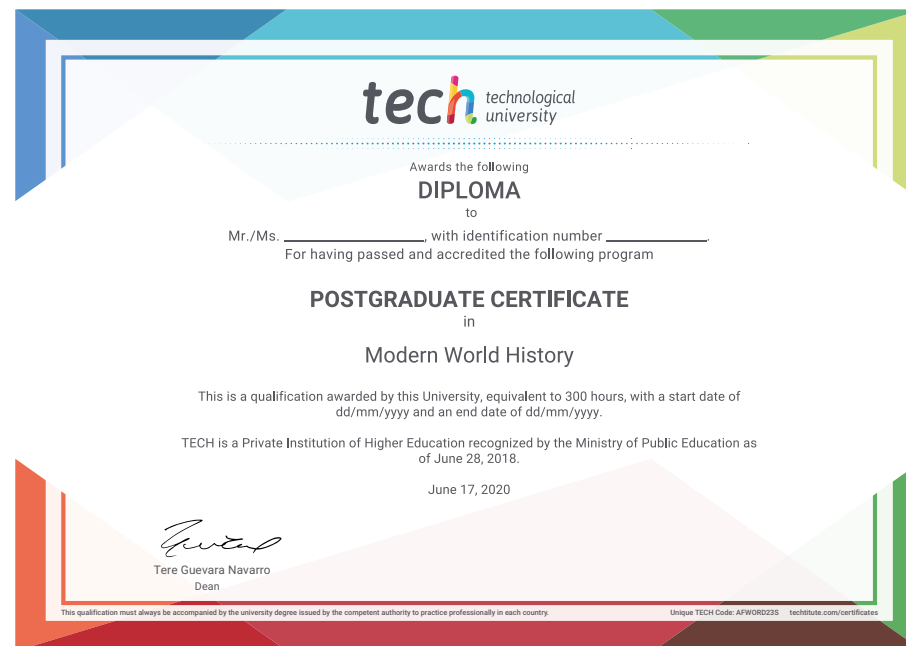 tech technological
university
Awards the following
DIPLOMA
to
Mr./Ms. ____________________, with identification number ______________.
For having passed and accredited the following program
POSTGRADUATE CERTIFICATE
in
Modern World History
This is a qualification awarded by this University, equivalent to 300 hours, with a start date of
dd/mm/yyyy and an end date of dd/mm/yyyy.
TECH is a Private Institution of Higher Education recognized by the Ministry of Public Education as
of June 28, 2018.
June 17, 2020
Tere Guevara Navarro
Dean
This qualification must always be accompanied by the university degree issued by the competent authority to practice professionally in each country. Unique TECH Code: AFWORD23S techtitute.com/certificates